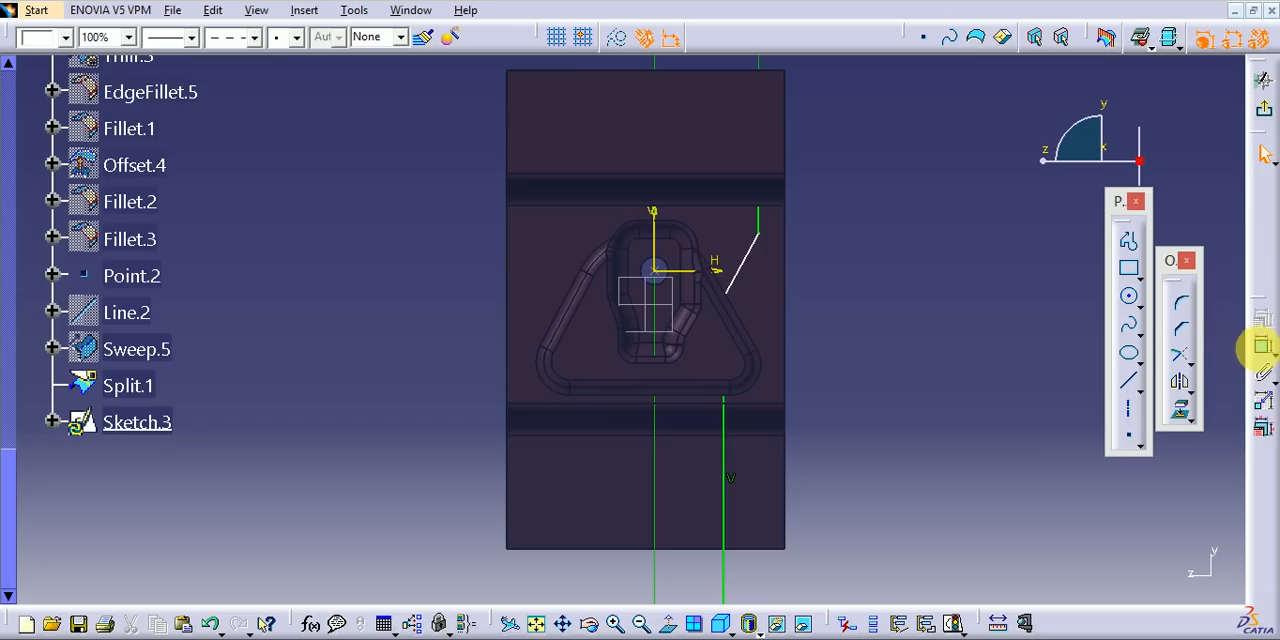 Start ENOVIA V5 VPM File Edit View Insert Tools Window Help
100% Aut None
EdgeFillet.5
Fillet.1
Offset.4
Fillet.2
Fillet.3
Point.2
Line.2
Sweep.5
Split.1
Sketch.3
y
z x
P..
O..
H
V
y
z
f(x)
CATIA